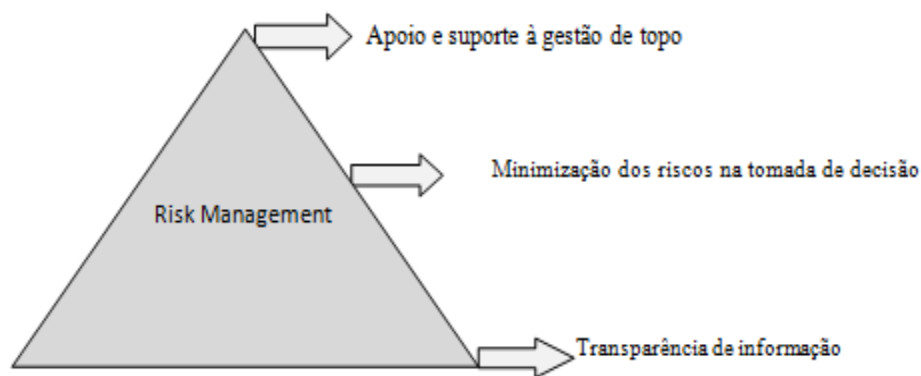 Apoio e suporte à gestão de topo
Minimização dos riscos na tomada de decisão
Risk Management
Transparência de informação